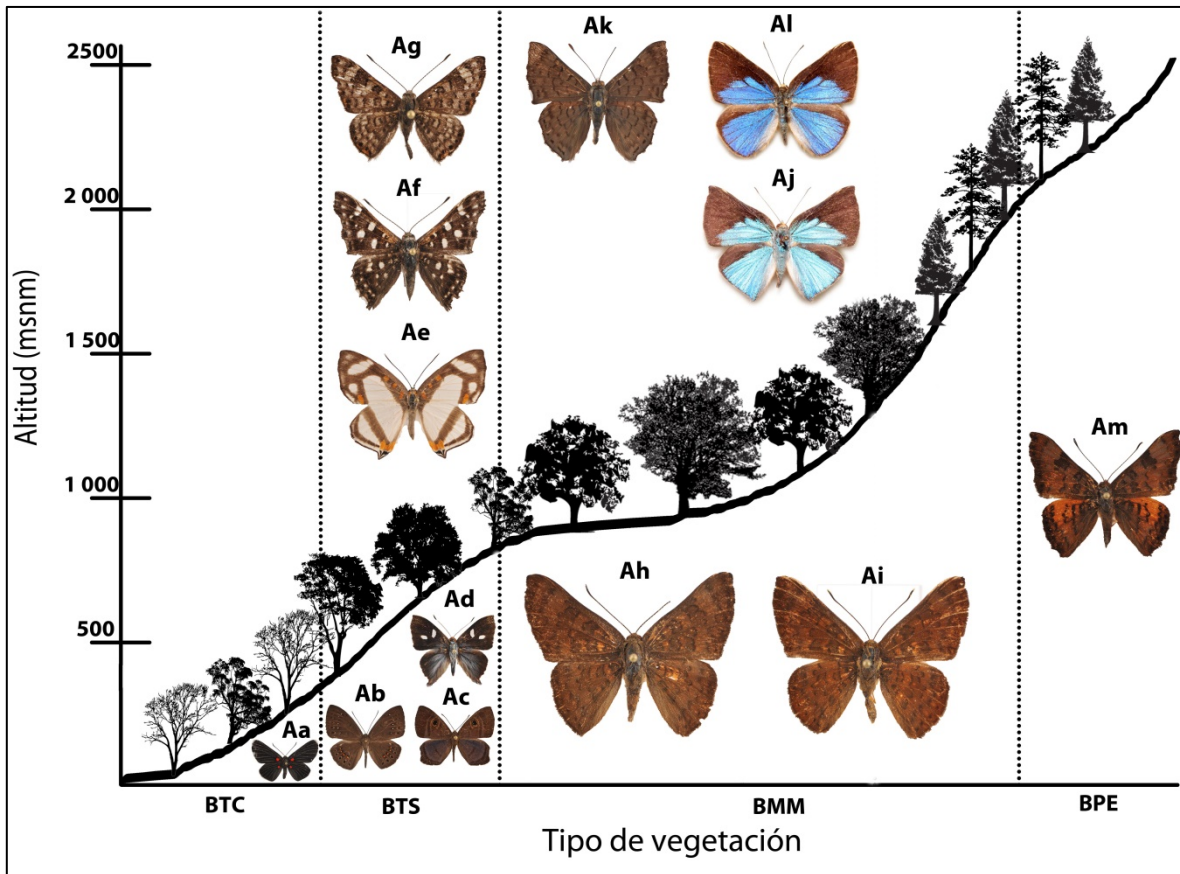 Ag
Ak
Al
2500
Af
Aj
2 000
Ae
1 500
Altitud (msnm)
Am
1 000
Ah
Ai
Ad
500
Ab
Ac
Aa
BTC
BTS
BMM
BPE
Tipo de vegetación